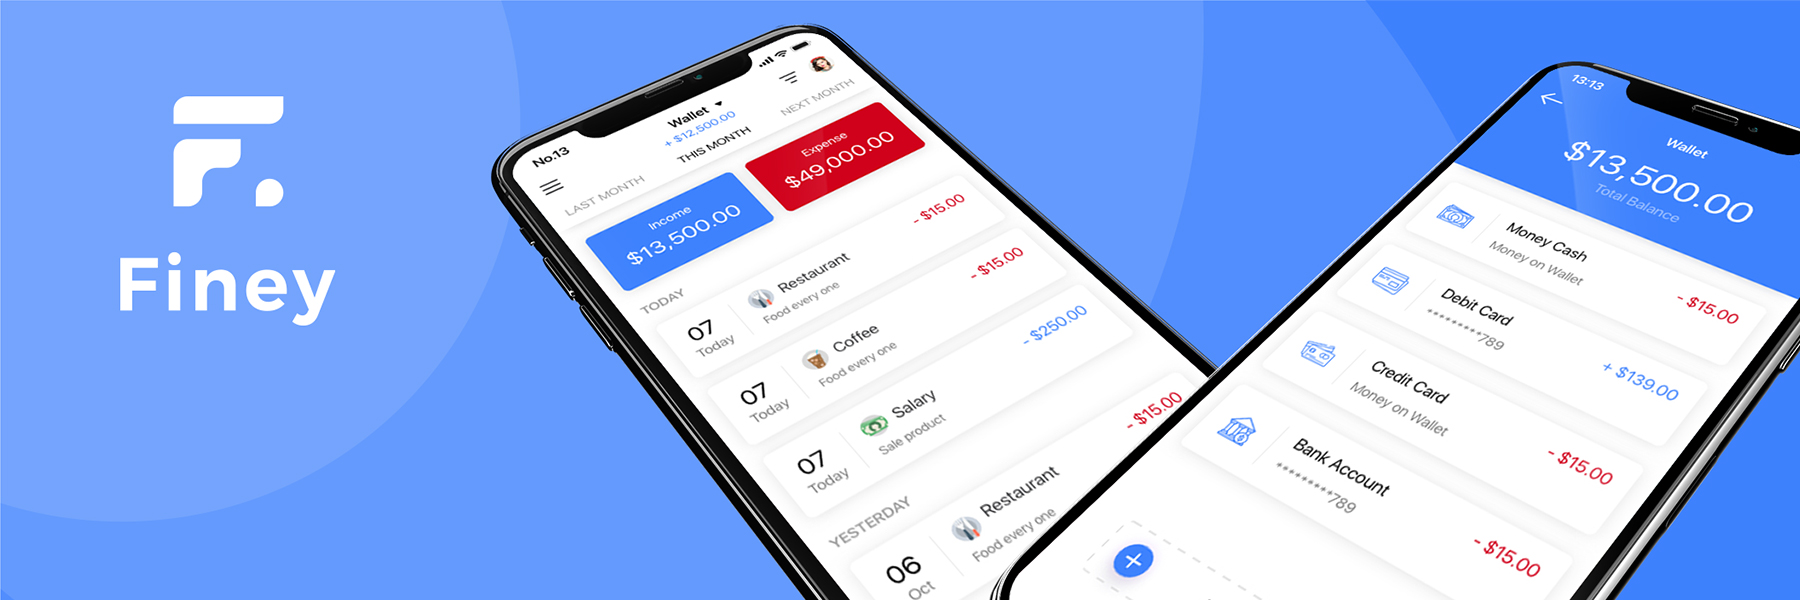 Finey
No.13
Wallet
+ $12,500.00
LAST MONTH
THIS MONTH
NEXT MONTH
Income
$13,500.00
Expense
$49,000.00
TODAY
07
Today
Restaurant
Food every one
- $15.00
07
Today
Coffee
Food every one
- $15.00
07
Today
Salary
Sale product
- $250.00
YESTERDAY
06
Oct
Restaurant
Food every one
- $15.00
13:13
Wallet
$13,500.00
Total Balance
Money Cash
Money on Wallet
- $15.00
Debit Card
*********789
+ $139.00
Credit Card
Money on Wallet
- $15.00
Bank Account
*********789
- $15.00